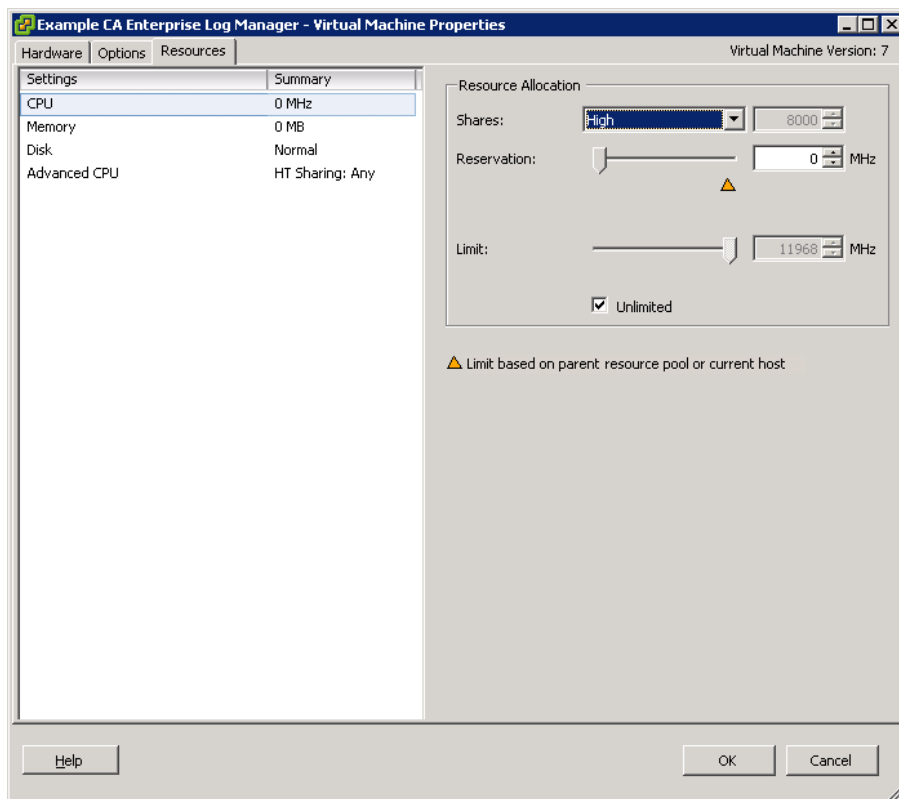 Example CA Enterprise Log Manager - Virtual Machine Properties
Hardware Options Resources Virtual Machine Version: 7
Settings Summary
CPU 0 MHz
Memory 0 MB
Disk Normal
Advanced CPU HT Sharing: Any
Resource Allocation
Shares: High 8000
Reservation: 0 MHz
Limit: 11968 MHz
Unlimited
Limit based on parent resource pool or current host
Help OK Cancel